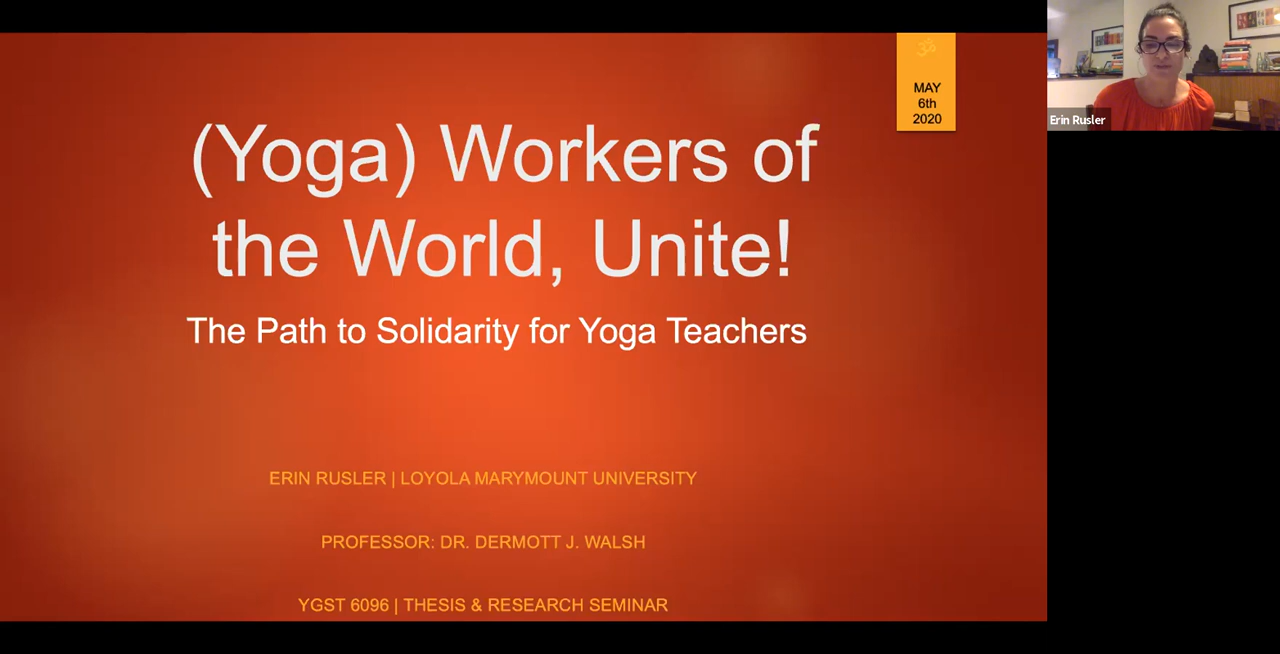 ॐ
MAY
6th
2020
Erin Rusler
(Yoga) Workers of
the World, Unite!
The Path to Solidarity for Yoga Teachers
ERIN RUSLER | LOYOLA MARYMOUNT UNIVERSITY
PROFESSOR: DR. DERMOTT J. WALSH
YGST 6096 | THESIS & RESEARCH SEMINAR